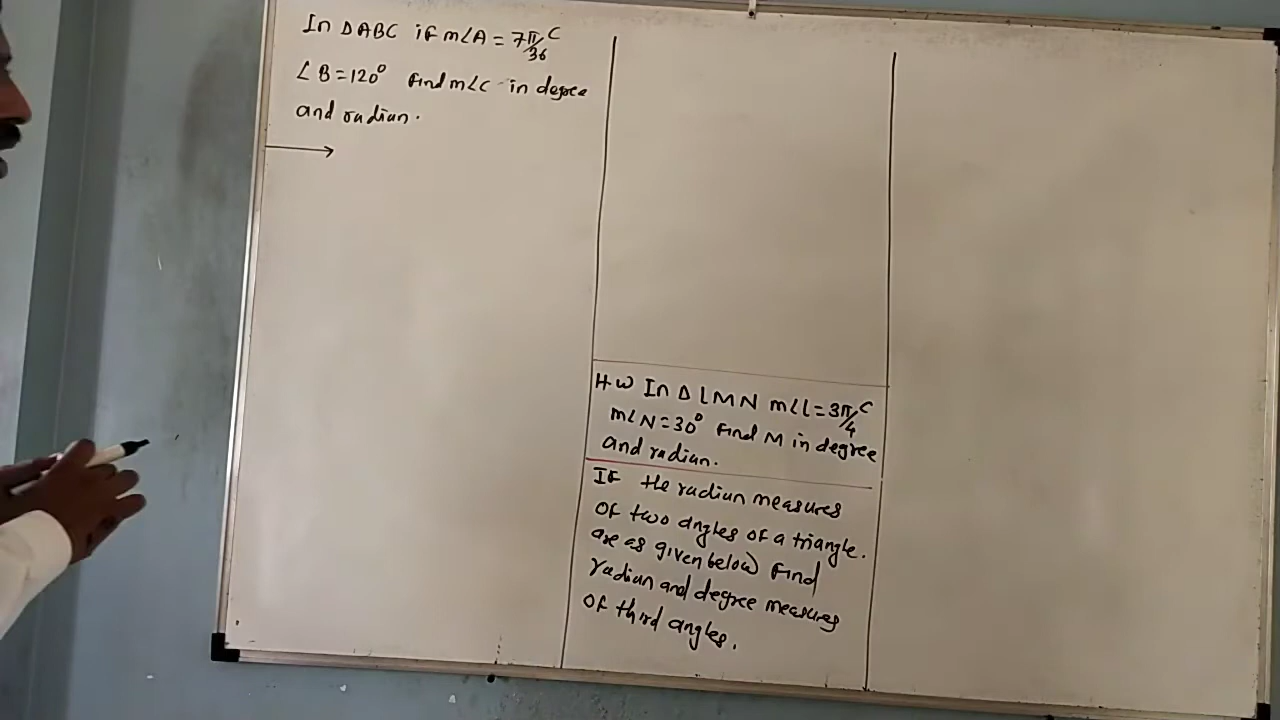 In ΔABC if m∠A = 7π/36 ᶜ
∠B=120° find m∠C in degree
and radian.
H.W In Δ LMN m∠L=3π/4 ᶜ
m∠N=30° find M in degree
and radian.
If the radian measures
of two angles of a triangle.
are as given below find
radian and degree measures
of third angles.